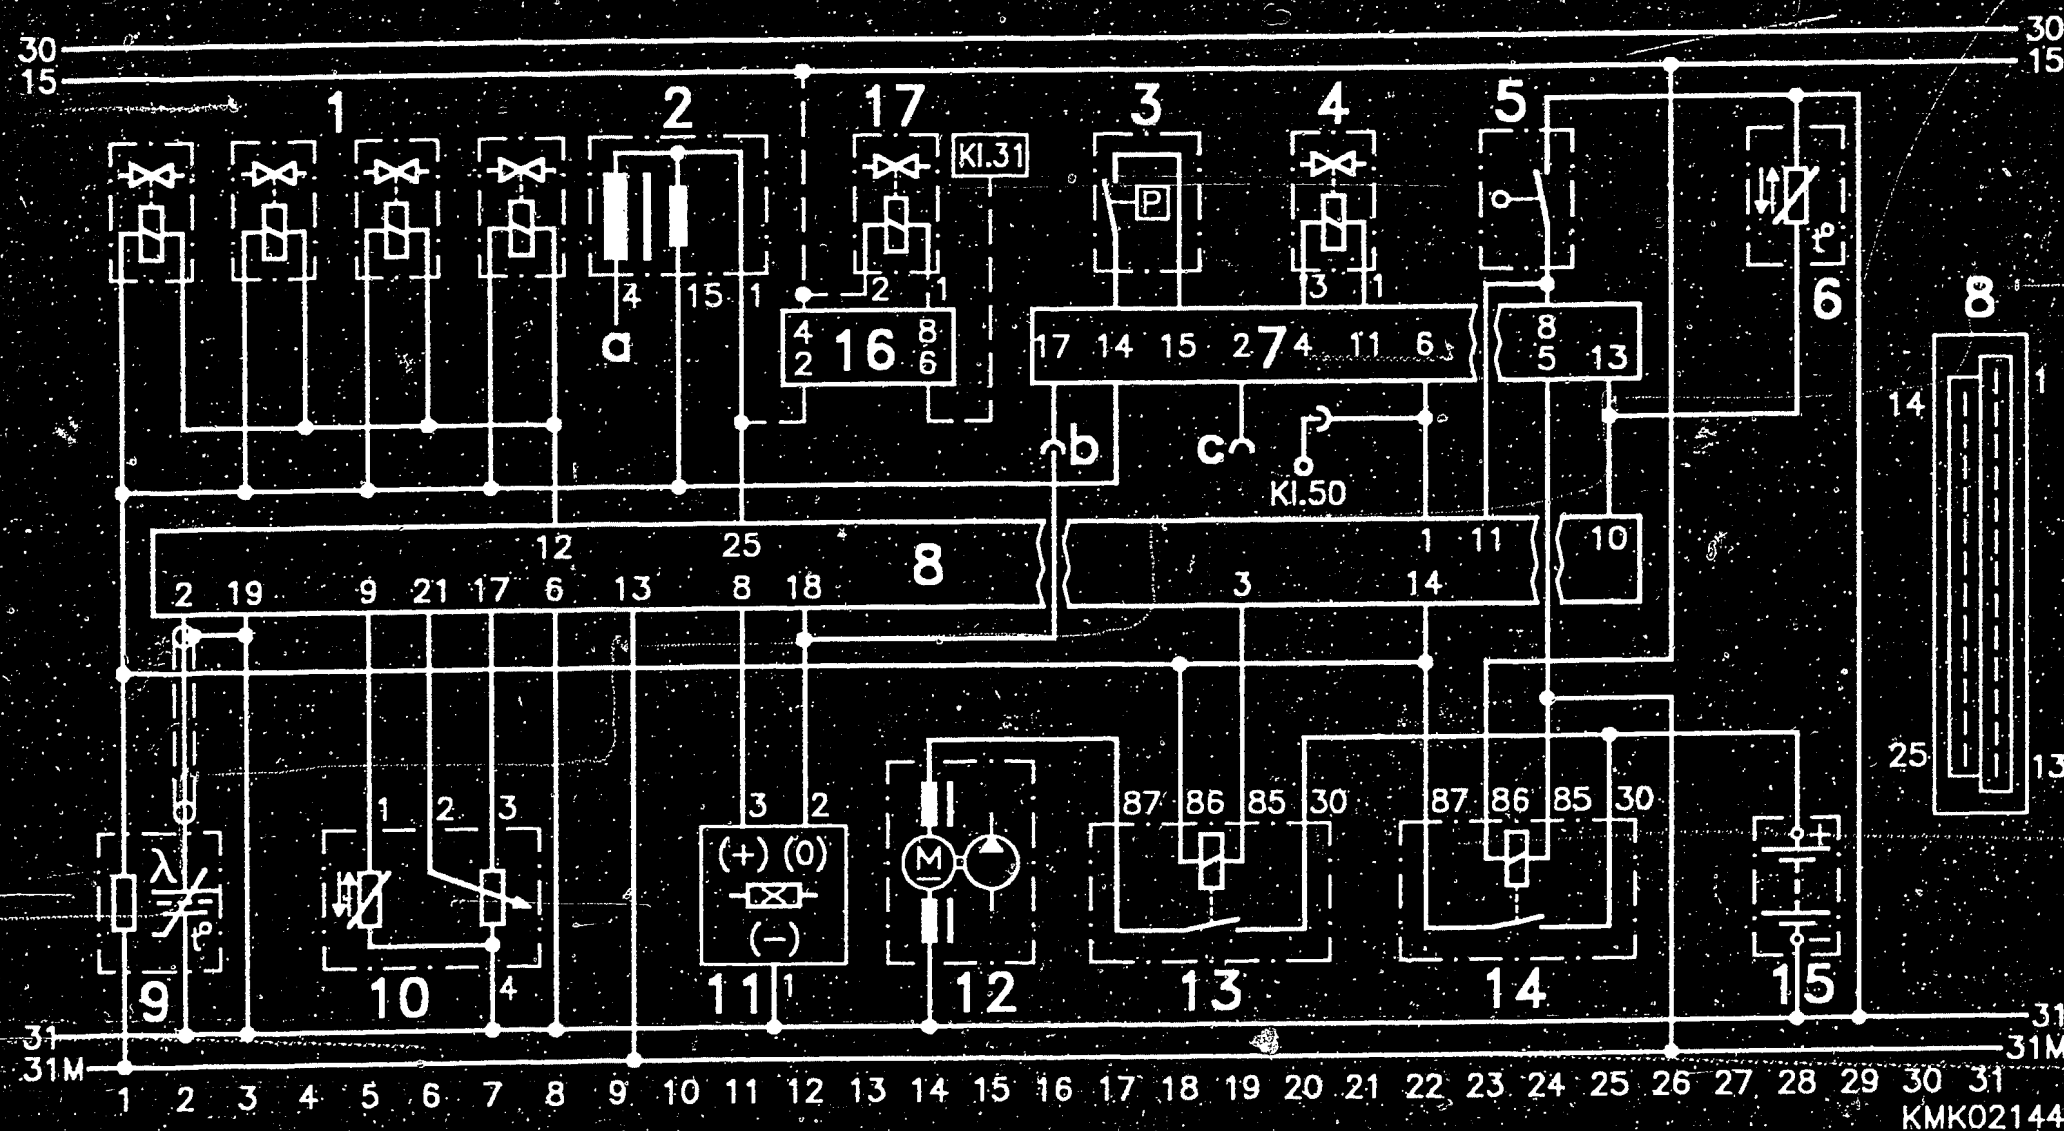 30 30
15 15
1 2 17 3 4 5
Kl.31
P
t°
4 15 1 2 1 3 1 6 8
a
4 16 8 17 14 15 2 7 4 11 6 8 13
2 6 5
14 1
b c
Kl.50
12 25 8 1 11 10
2 19 9 21 17 6 13 8 18 3 14
25 13
1 2 3 3 2 87 86 85 30 87 86 85 30
λ (+) (0) M +
t° (−) −
9 10 4 11 1 12 13 14 15
31 31
31M 31M
1 2 3 4 5 6 7 8 9 10 11 12 13 14 15 16 17 18 19 20 21 22 23 24 25 26 27 28 29 30 31
KMK02144